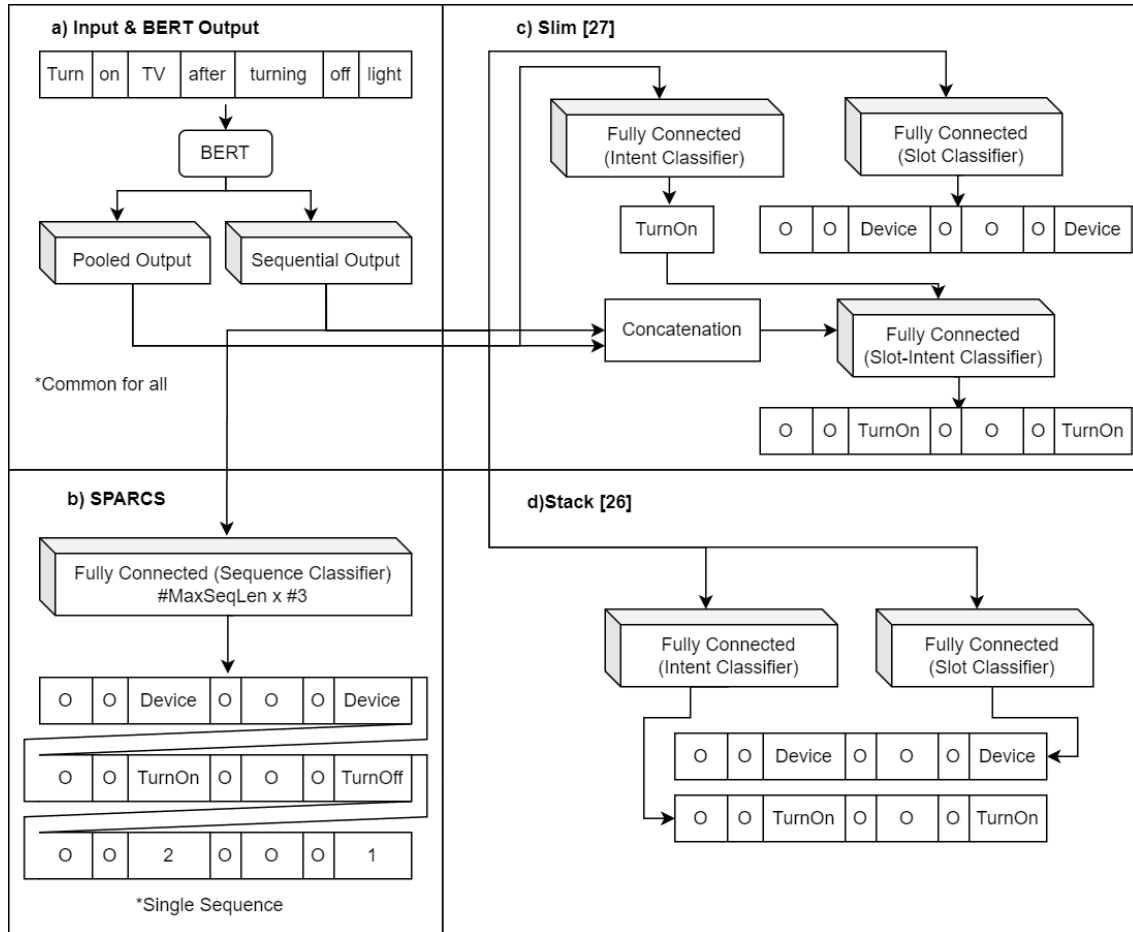 a) Input & BERT Output
Turn on TV after turning off light
BERT
Pooled Output
Sequential Output
*Common for all
b) SPARCS
Fully Connected (Sequence Classifier)
#MaxSeqLen x #3
O O Device O O O Device
O O TurnOn O O O TurnOff
O O 2 O O O 1
*Single Sequence
c) Slim [27]
Fully Connected
(Intent Classifier)
Fully Connected
(Slot Classifier)
TurnOn
O O Device O O O Device
Concatenation
Fully Connected
(Slot-Intent Classifier)
O O TurnOn O O O TurnOn
d)Stack [26]
Fully Connected
(Intent Classifier)
Fully Connected
(Slot Classifier)
O O Device O O O Device
O O TurnOn O O O TurnOn